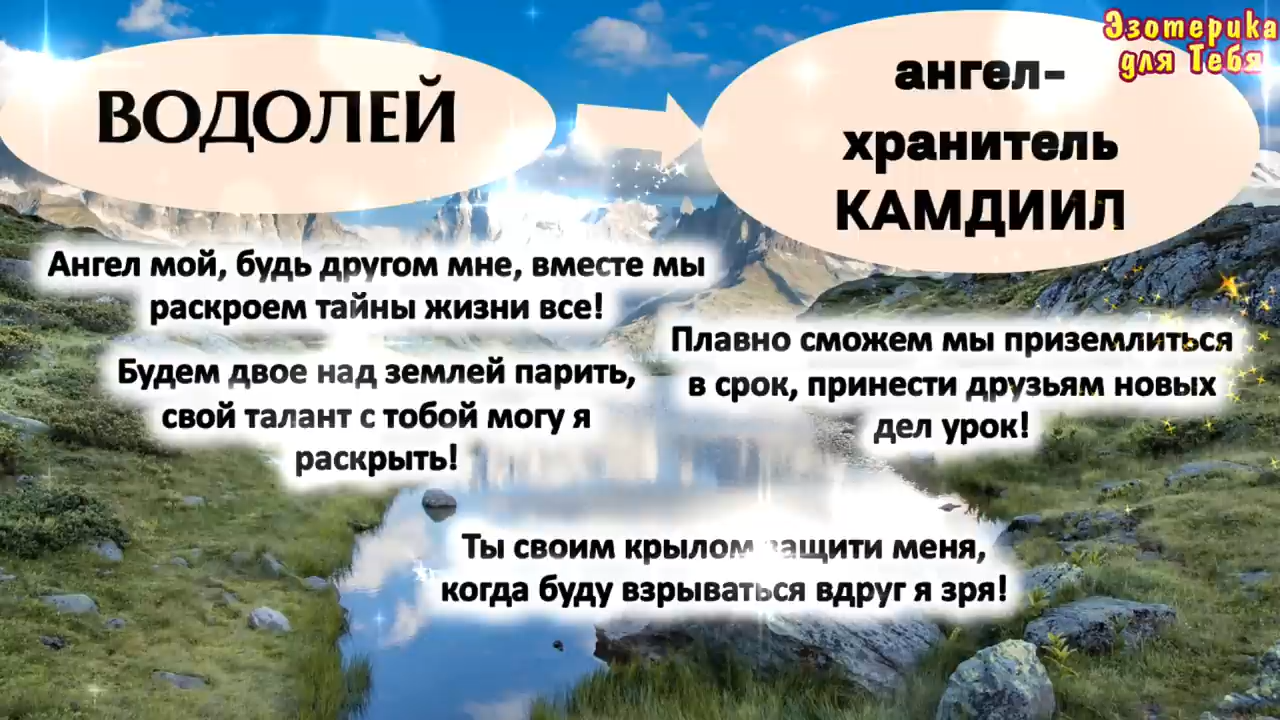 Эзотерика
для Тебя
ВОДОЛЕЙ
ангел-
хранитель
КАМДИИЛ
Ангел мой, будь другом мне, вместе мы
раскроем тайны жизни все!
Будем двое над землей парить,
свой талант с тобой могу я
раскрыть!
Плавно сможем мы приземлиться
в срок, принести друзьям новых
дел урок!
Ты своим крылом защити меня,
когда буду взрываться вдруг я зря!